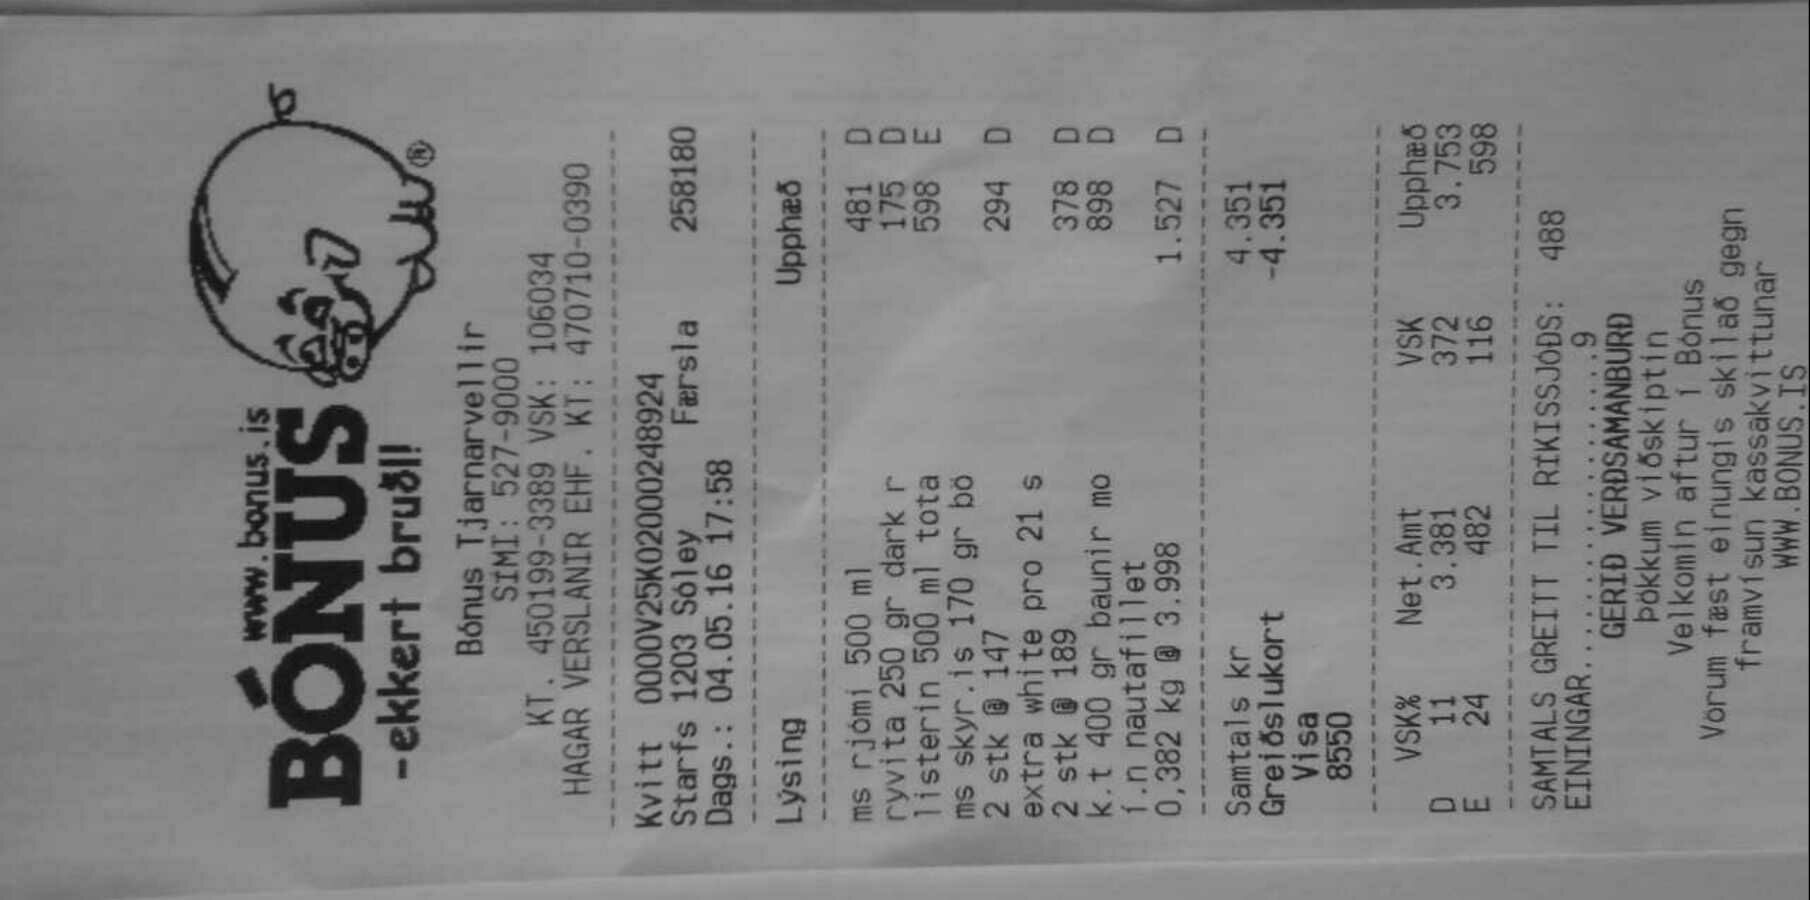 www.bonus.is
BÓNUS
-ekkert bruðl!
®
Bónus Tjarnarvellir
SÍMI: 527-9000
KT. 450199-3389 VSK: 106034
HAGAR VERSLANIR EHF. KT: 470710-0390
Kvitt 0000V25K02000248924
Starfs 1203 Sóley Færsla 258180
Dags.: 04.05.16 17:58
Lýsing Upphæð
ms rjómi 500 ml 481 D
ryvita 250 gr dark r 175 D
listerin 500 ml tota 598 E
ms skyr.is 170 gr bö
2 stk @ 147 294 D
extra white pro 21 s
2 stk @ 189 378 D
k.t 400 gr baunir mo 898 D
í.n nautafillet
0,382 kg @ 3.998 1.527 D
Samtals kr 4.351
Greiðslukort -4.351
Visa
8550
VSK% Net.Amt VSK Upphæð
D 11 3.381 372 3.753
E 24 482 116 598
SAMTALS GREITT TIL RIKISSJÓÐS: 488
EININGAR.........................9
GERIÐ VERÐSAMANBURÐ
Þökkum viðskiptin
Velkomin aftur í Bónus
Vorum fæst einungis skilað gegn
framvísun kassakvittunar
WWW.BONUS.IS